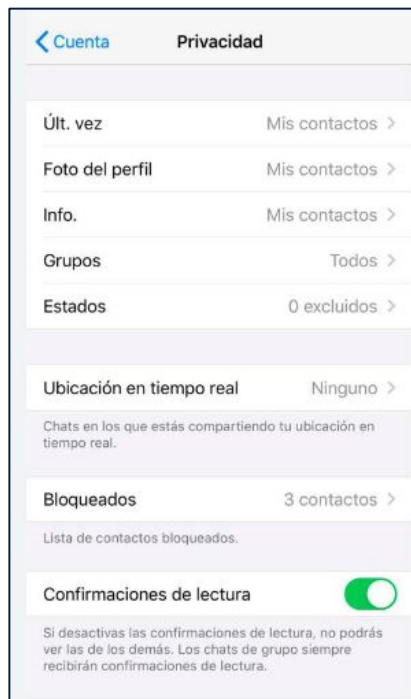 Cuenta Privacidad
Últ. vez Mis contactos
Foto del perfil Mis contactos
Info. Mis contactos
Grupos Todos
Estados 0 excluidos
Ubicación en tiempo real Ninguno
Chats en los que estás compartiendo tu ubicación en
tiempo real.
Bloqueados 3 contactos
Lista de contactos bloqueados.
Confirmaciones de lectura
Si desactivas las confirmaciones de lectura, no podrás
ver las de los demás. Los chats de grupo siempre
recibirán confirmaciones de lectura.